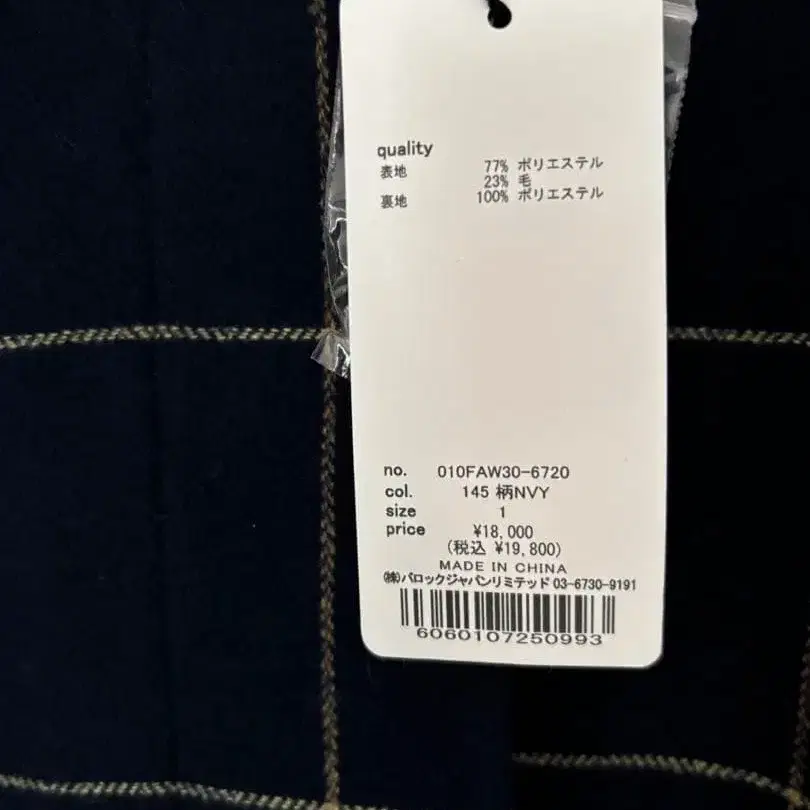 quality
表地 77% ポリエステル
23% 毛
裏地 100% ポリエステル
no. 010FAW30-6720
col. 145 柄NVY
size 1
price ¥18,000
(税込 ¥19,800)
MADE IN CHINA
㈱バロックジャパンリミテッド 03-6730-9191
6060107250993